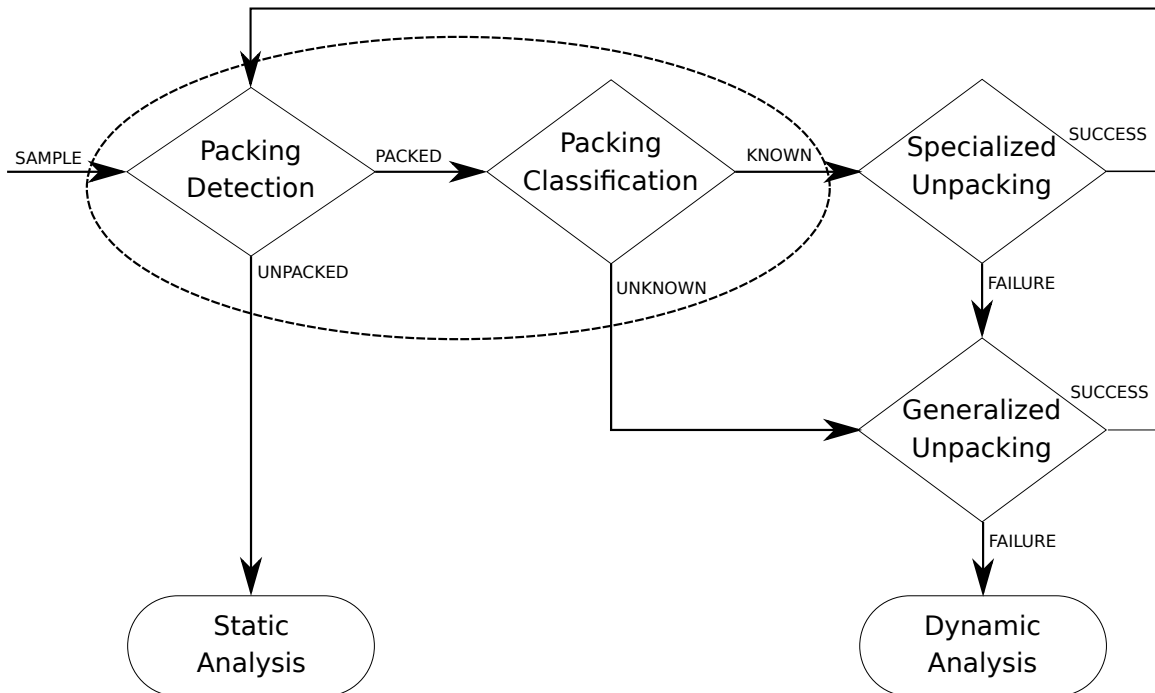 SAMPLE
Packing
Detection
PACKED
Packing
Classification
KNOWN
Specialized
Unpacking
SUCCESS
UNPACKED
UNKNOWN
FAILURE
Generalized
Unpacking
SUCCESS
FAILURE
Static
Analysis
Dynamic
Analysis